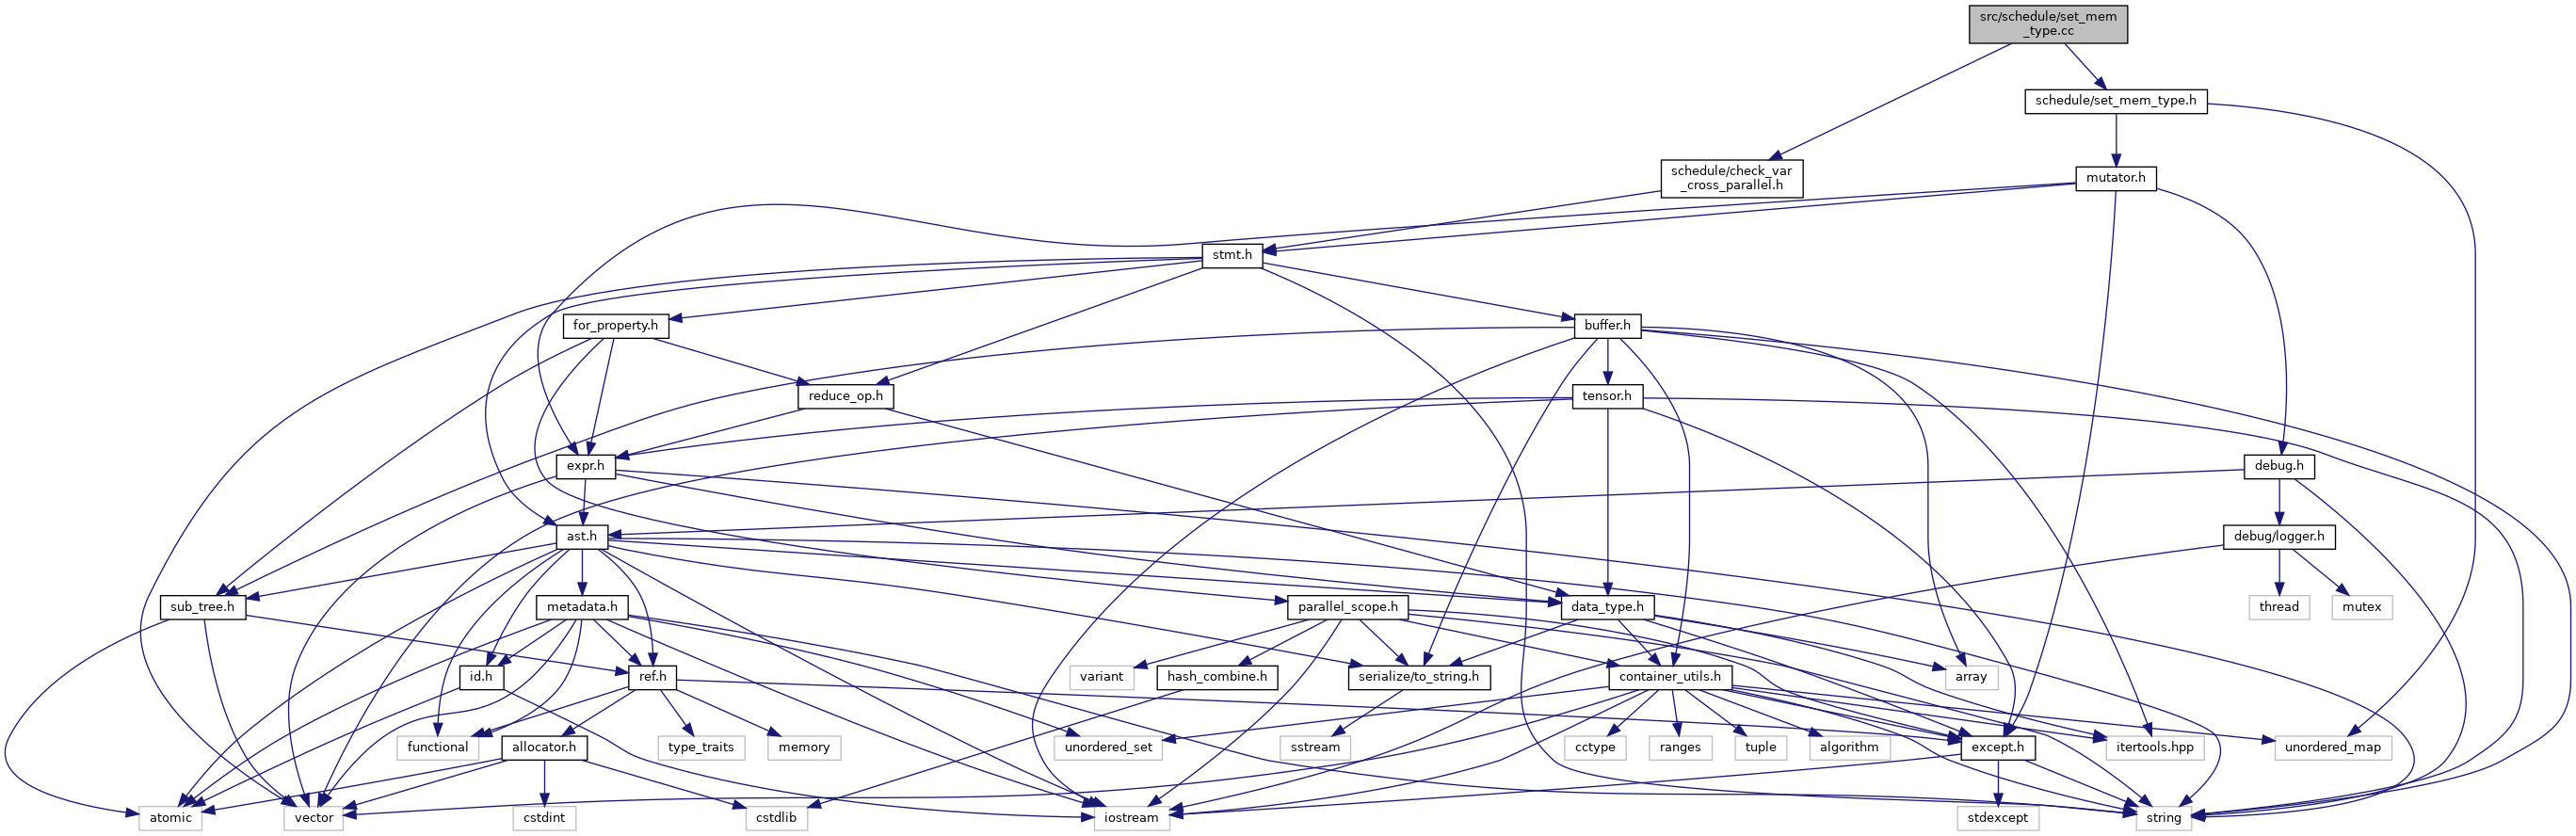 src/schedule/set_mem
_type.cc
schedule/set_mem_type.h
schedule/check_var
_cross_parallel.h
mutator.h
stmt.h
for_property.h
buffer.h
reduce_op.h
tensor.h
expr.h
debug.h
ast.h
debug/logger.h
sub_tree.h
metadata.h
parallel_scope.h
data_type.h
thread
mutex
id.h
ref.h
variant
hash_combine.h
serialize/to_string.h
container_utils.h
array
functional
allocator.h
type_traits
memory
unordered_set
sstream
cctype
ranges
tuple
algorithm
except.h
itertools.hpp
unordered_map
atomic
vector
cstdint
cstdlib
iostream
stdexcept
string